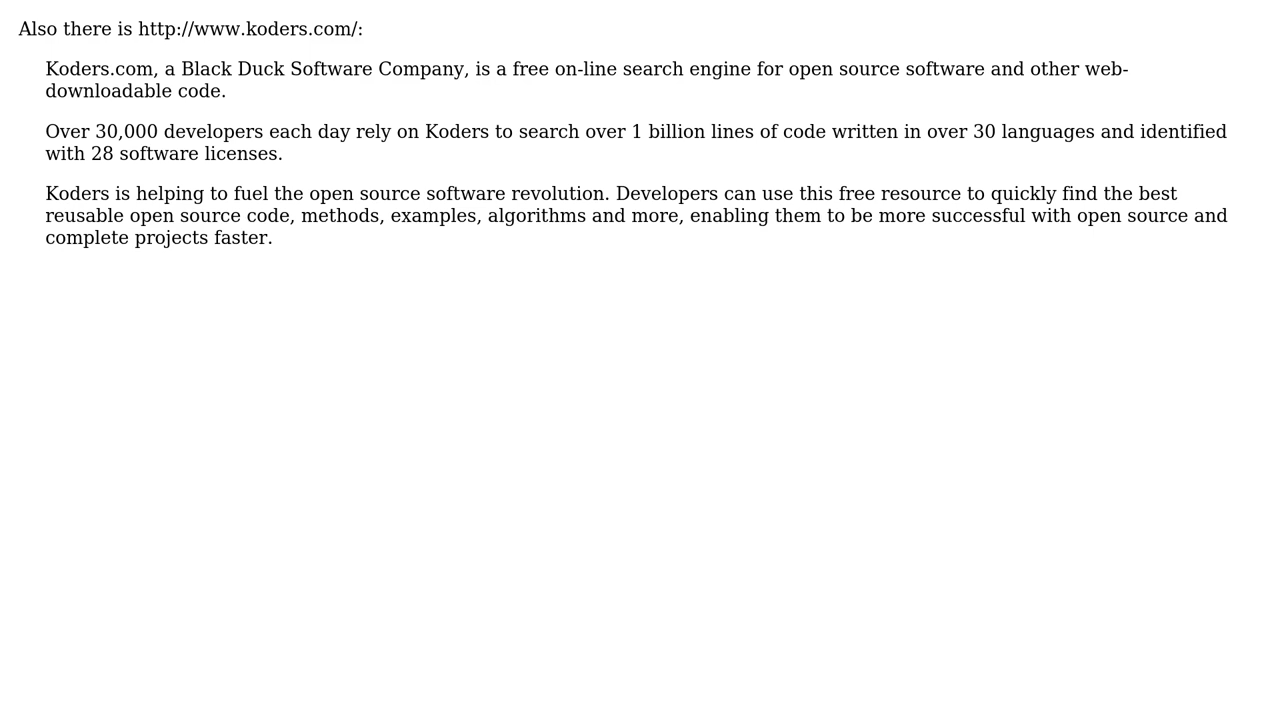 Also there is http://www.koders.com/:
Koders.com, a Black Duck Software Company, is a free on-line search engine for open source software and other web-
downloadable code.
Over 30,000 developers each day rely on Koders to search over 1 billion lines of code written in over 30 languages and identified
with 28 software licenses.
Koders is helping to fuel the open source software revolution. Developers can use this free resource to quickly find the best
reusable open source code, methods, examples, algorithms and more, enabling them to be more successful with open source and
complete projects faster.